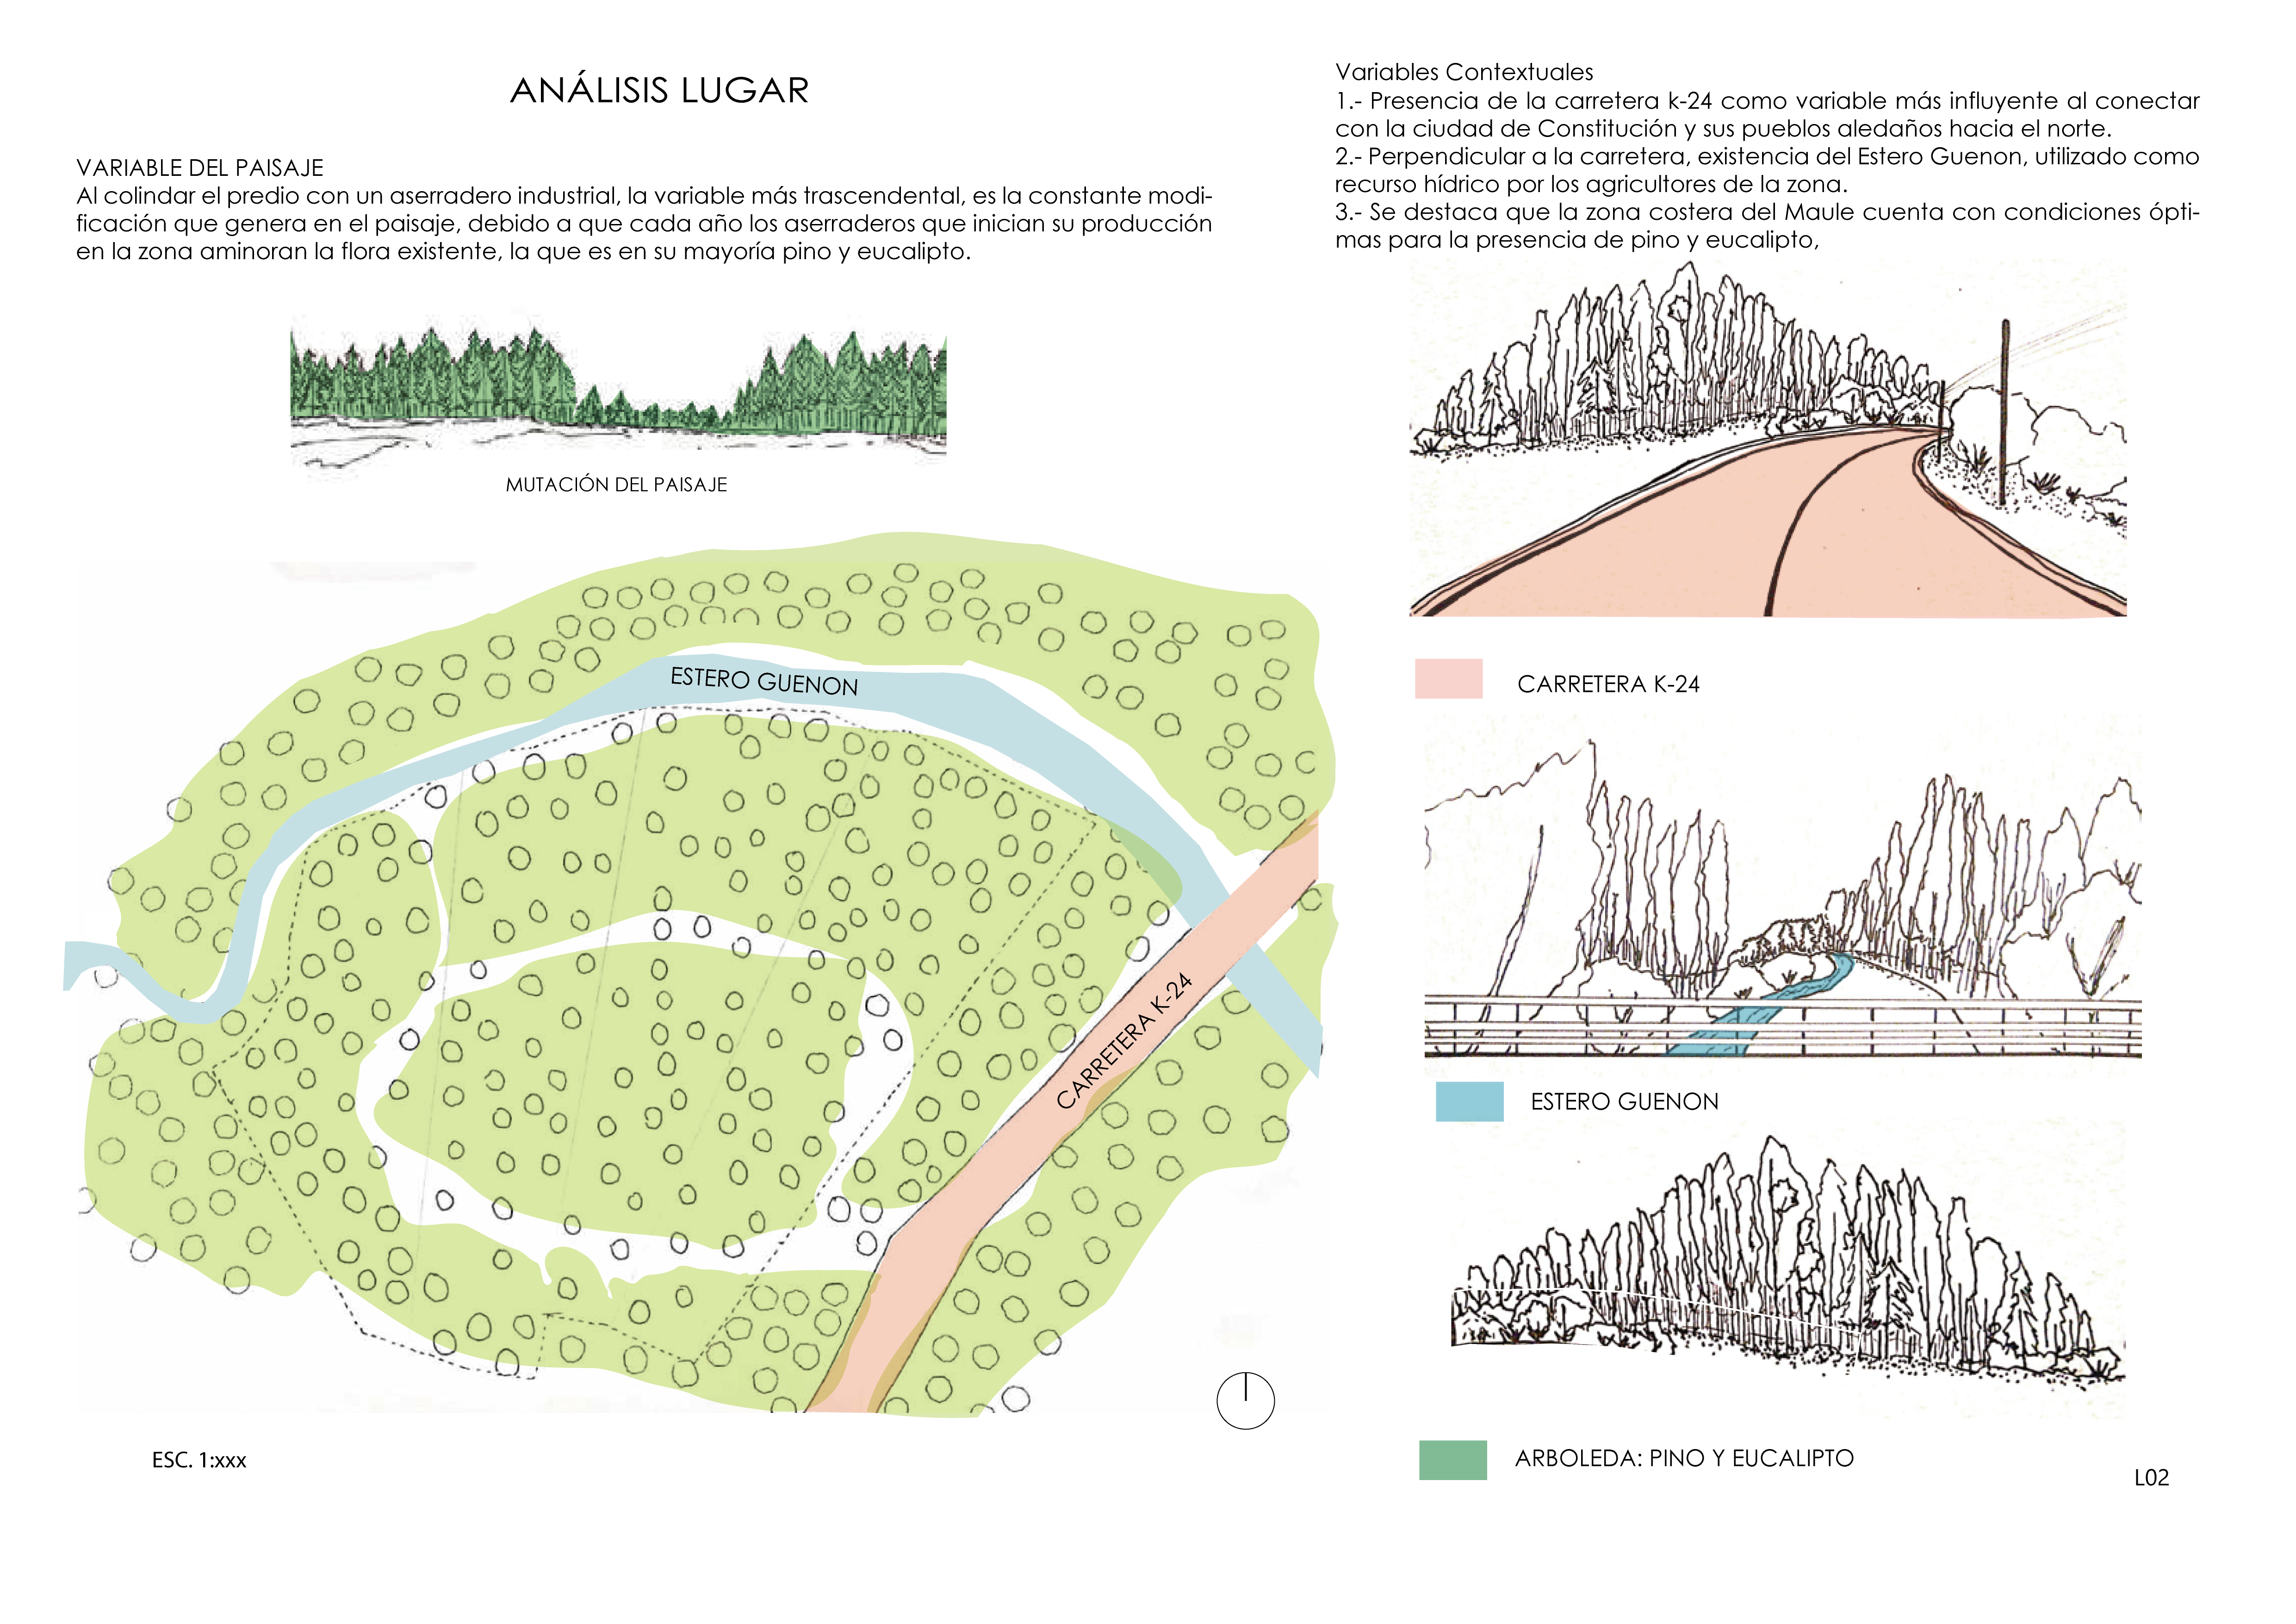 ANÁLISIS LUGAR
VARIABLE DEL PAISAJE
Al colindar el predio con un aserradero industrial, la variable más trascendental, es la constante modi-
ficación que genera en el paisaje, debido a que cada año los aserraderos que inician su producción
en la zona aminoran la flora existente, la que es en su mayoría pino y eucalipto.
MUTACIÓN DEL PAISAJE
ESTERO GUENON
CARRETERA K-24
ESC. 1:xxx
Variables Contextuales
1.- Presencia de la carretera k-24 como variable más influyente al conectar
con la ciudad de Constitución y sus pueblos aledaños hacia el norte.
2.- Perpendicular a la carretera, existencia del Estero Guenon, utilizado como
recurso hídrico por los agricultores de la zona.
3.- Se destaca que la zona costera del Maule cuenta con condiciones ópti-
mas para la presencia de pino y eucalipto,
CARRETERA K-24
ESTERO GUENON
ARBOLEDA: PINO Y EUCALIPTO
L02